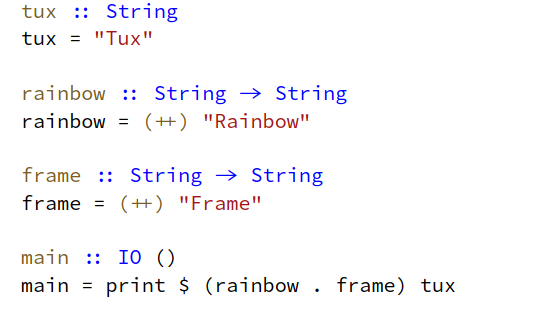 tux :: String
tux = "Tux"
rainbow :: String -> String
rainbow = (++) "Rainbow"
frame :: String -> String
frame = (++) "Frame"
main :: IO ()
main = print $ (rainbow . frame) tux